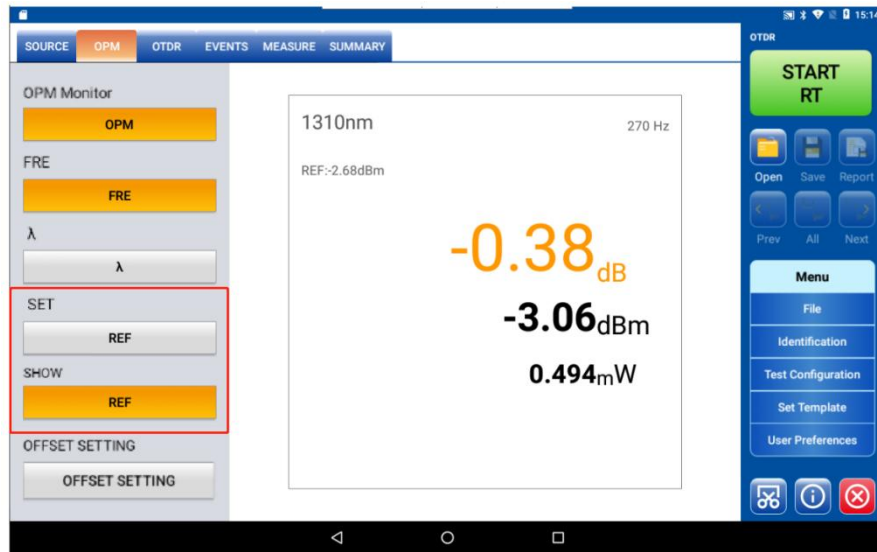 15:14
SOURCE OPM OTDR EVENTS MEASURE SUMMARY
OPM Monitor
OPM
FRE
FRE
λ
λ
SET
REF
SHOW
REF
OFFSET SETTING
OFFSET SETTING
1310nm
270 Hz
REF:-2.68dBm
-0.38dB
-3.06dBm
0.494mW
OTDR
START
RT
Open Save Report
Prev All Next
Menu
File
Identification
Test Configuration
Set Template
User Preferences